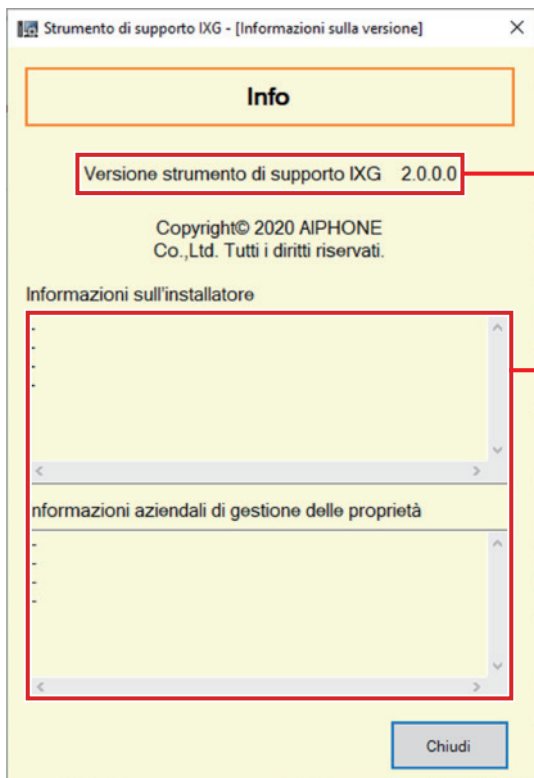 Strumento di supporto IXG - [Informazioni sulla versione]
Info
Versione strumento di supporto IXG 2.0.0.0
Copyright© 2020 AIPHONE
Co.,Ltd. Tutti i diritti riservati.
Informazioni sull'installatore
-
-
-
-
nformazioni aziendali di gestione delle proprietà
-
-
-
-
Chiudi